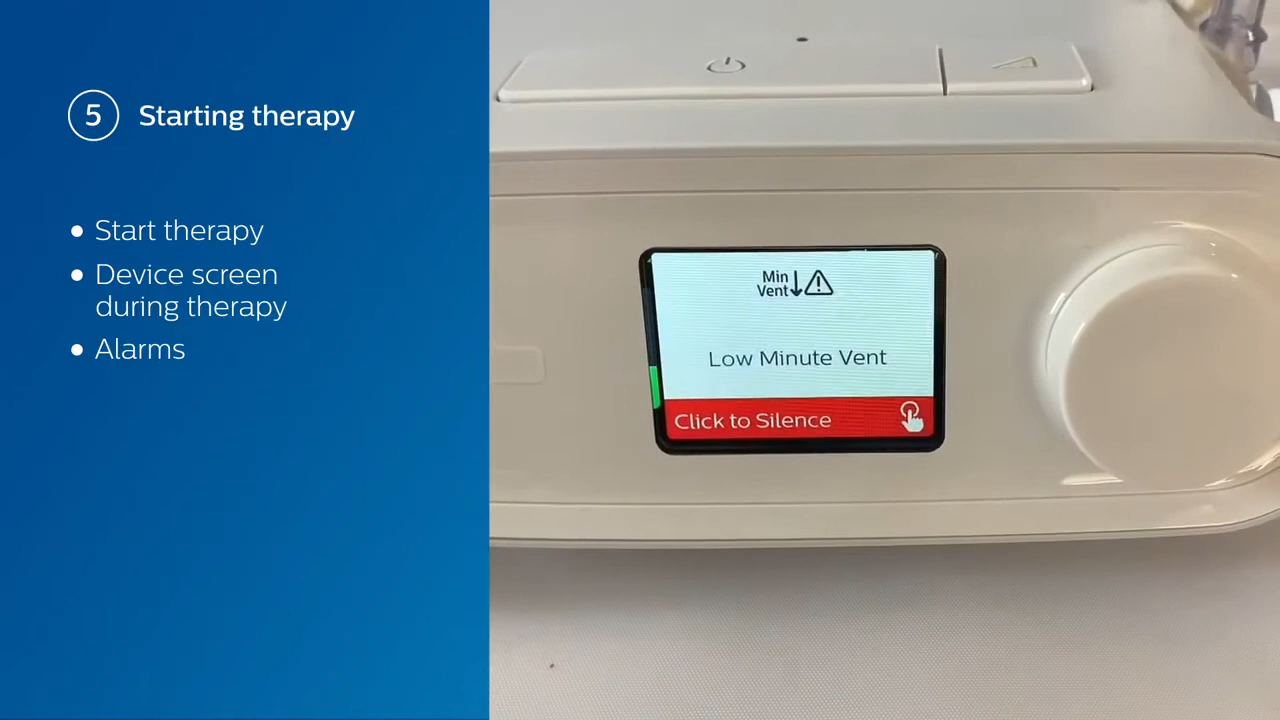 5 Starting therapy
Start therapy
Device screen
during therapy
Alarms
Min
Vent
Low Minute Vent
Click to Silence